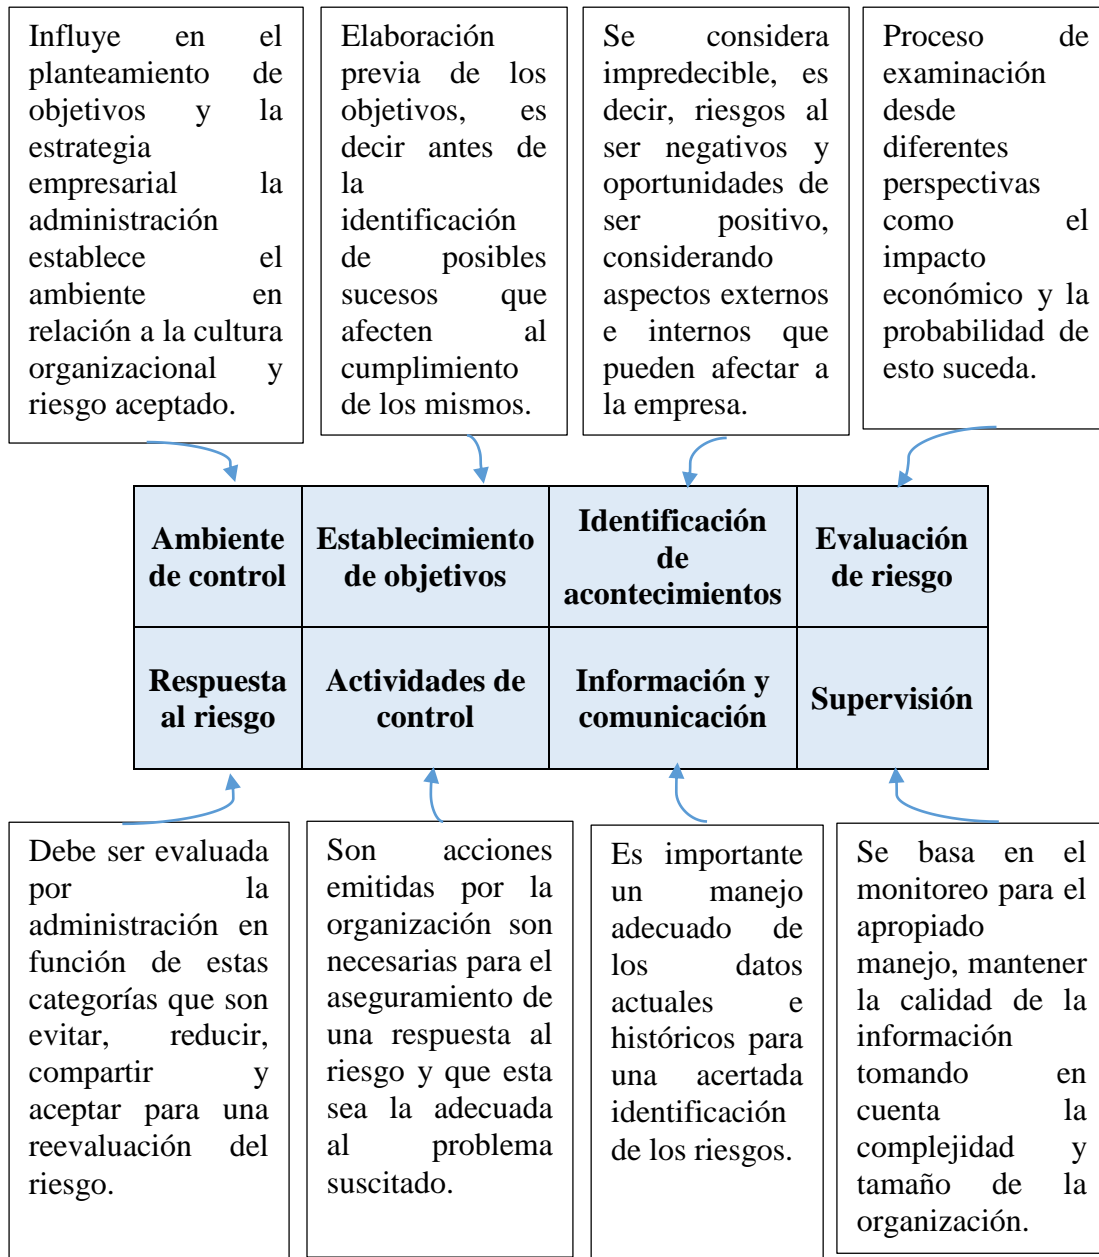 Influye en el
planteamiento de
objetivos y la
estrategia
empresarial la
administración
establece el
ambiente en
relación a la cultura
organizacional y
riesgo aceptado.
Elaboración
previa de los
objetivos, es
decir antes de
la
identificación
de posibles
sucesos que
afecten al
cumplimiento
de los mismos.
Se considera
impredecible, es
decir, riesgos al
ser negativos y
oportunidades de
ser positivo,
considerando
aspectos externos
e internos que
pueden afectar a
la empresa.
Proceso de
examinación
desde
diferentes
perspectivas
como el
impacto
económico y la
probabilidad de
esto suceda.
Ambiente
de control
Establecimiento
de objetivos
Identificación
de
acontecimientos
Evaluación
de riesgo
Respuesta
al riesgo
Actividades de
control
Información y
comunicación
Supervisión
Debe ser evaluada
por la
administración en
función de estas
categorías que son
evitar, reducir,
compartir y
aceptar para una
reevaluación del
riesgo.
Son acciones
emitidas por la
organización son
necesarias para el
aseguramiento de
una respuesta al
riesgo y que esta
sea la adecuada
al problema
suscitado.
Es importante
un manejo
adecuado de
los datos
actuales e
históricos para
una acertada
identificación
de los riesgos.
Se basa en el
monitoreo para el
apropiado
manejo, mantener
la calidad de la
información
tomando en
cuenta la
complejidad y
tamaño de la
organización.